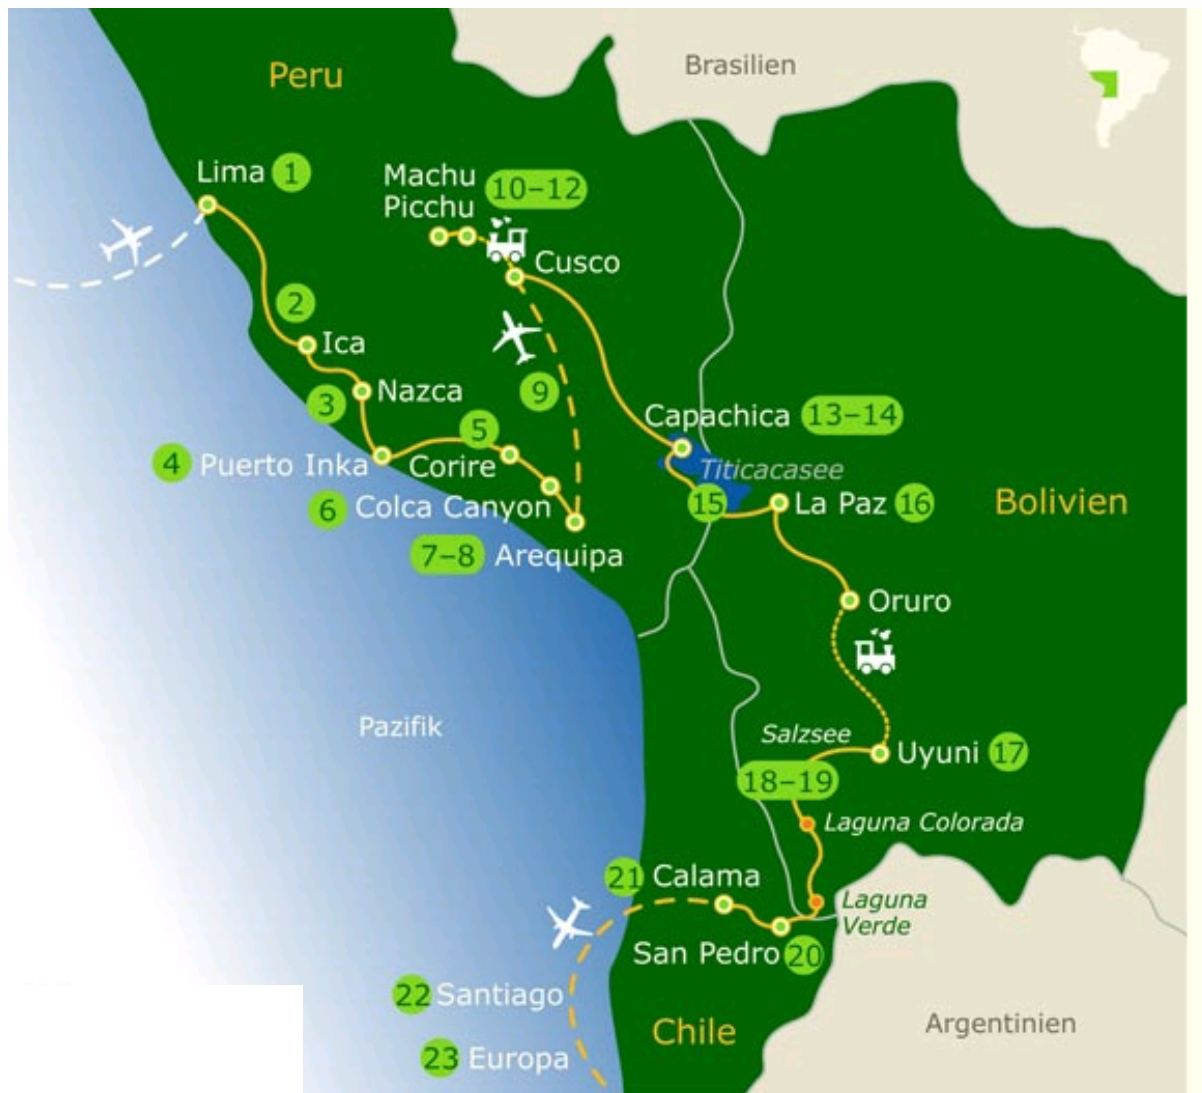 Brasilien
Peru
Lima 1
Machu
Picchu
10–12
Cusco
2
Ica
9
Nazca
3
Capachica 13–14
5
4 Puerto Inka
Corire
Titicacasee
6 Colca Canyon
15
La Paz 16
Bolivien
7–8 Arequipa
Oruro
Pazifik
Salzsee
Uyuni 17
18–19
Laguna Colorada
21 Calama
Laguna
Verde
San Pedro 20
22 Santiago
Chile
Argentinien
23 Europa